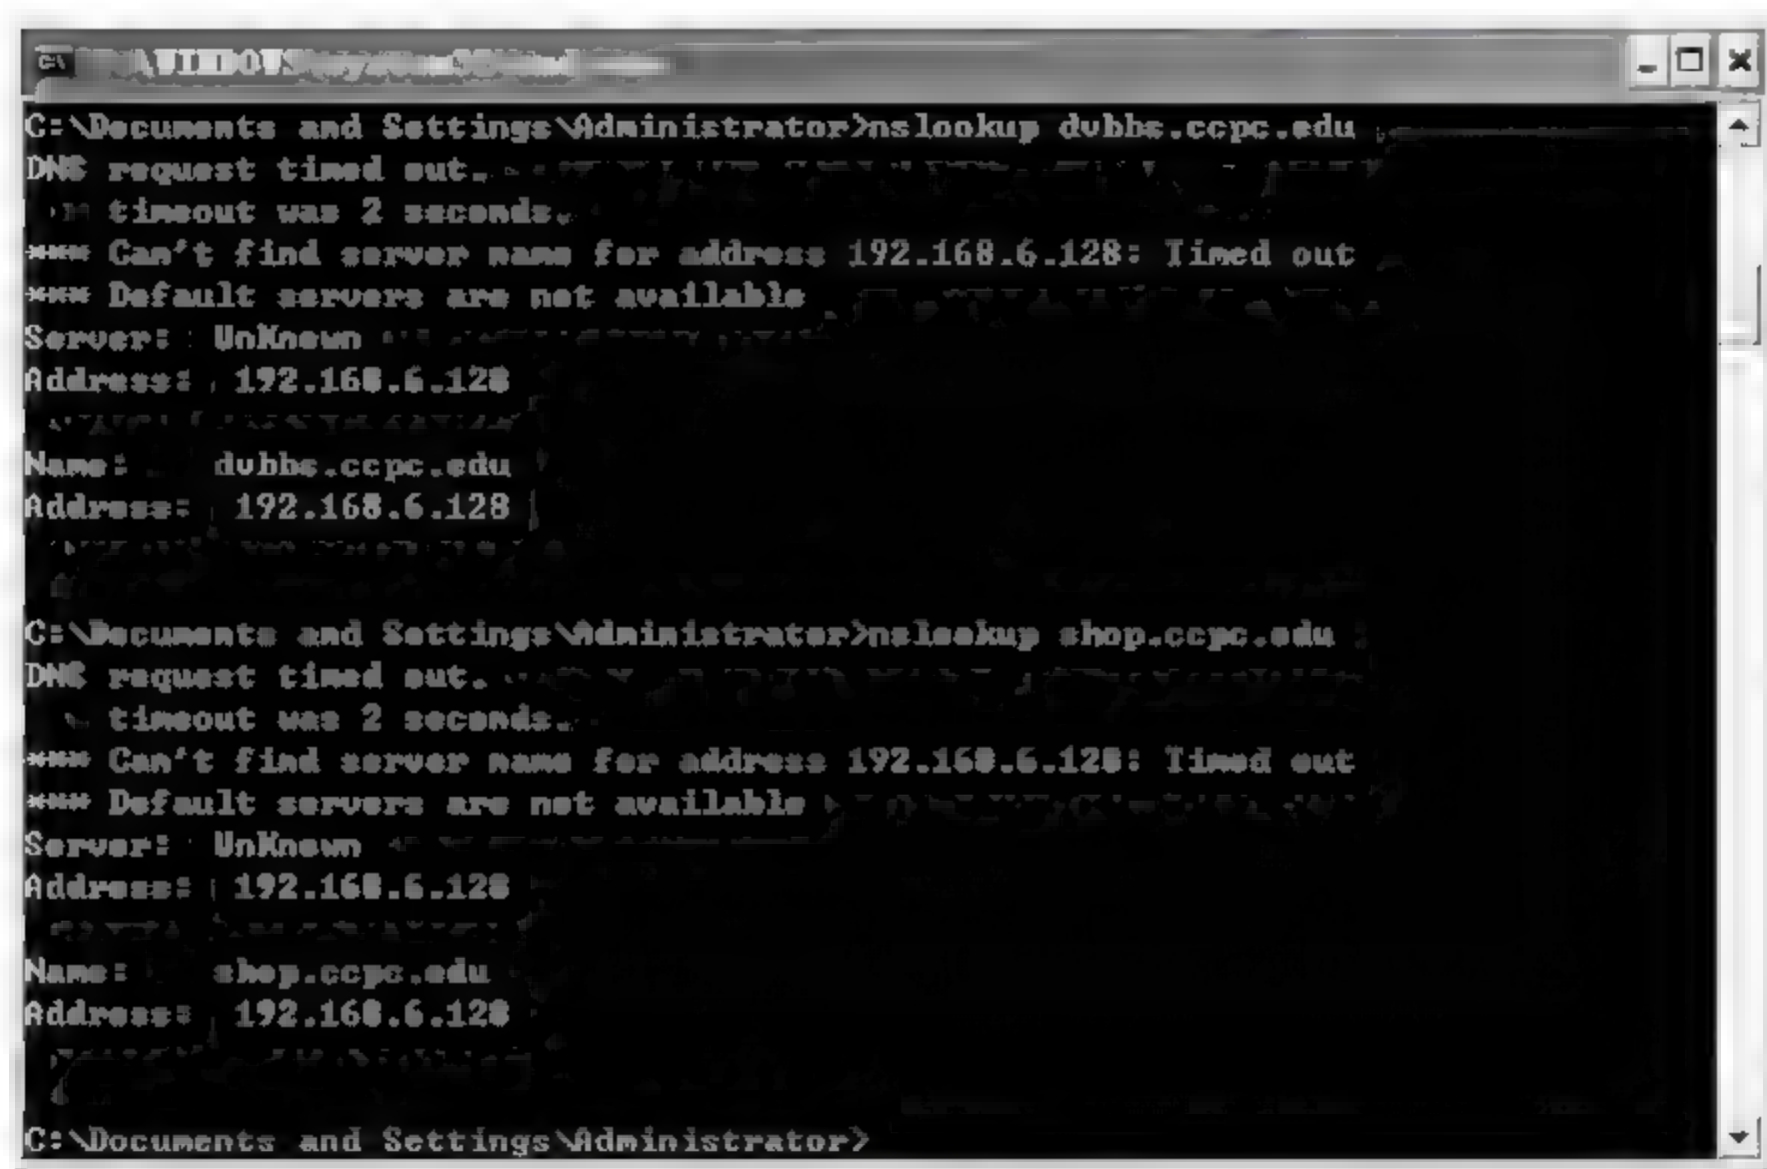 C:\Documents and Settings\Administrator>nslookup dvbbs.ccpc.edu
DNS request timed out.
timeout was 2 seconds.
*** Can't find server name for address 192.168.6.128: Timed out
*** Default servers are not available
Server: UnKnown
Address: 192.168.6.128
Name: dvbbs.ccpc.edu
Address: 192.168.6.128
C:\Documents and Settings\Administrator>nslookup shop.ccpc.edu
DNS request timed out.
timeout was 2 seconds.
*** Can't find server name for address 192.168.6.128: Timed out
*** Default servers are not available
Server: UnKnown
Address: 192.168.6.128
Name: shop.ccpc.edu
Address: 192.168.6.128
C:\Documents and Settings\Administrator>